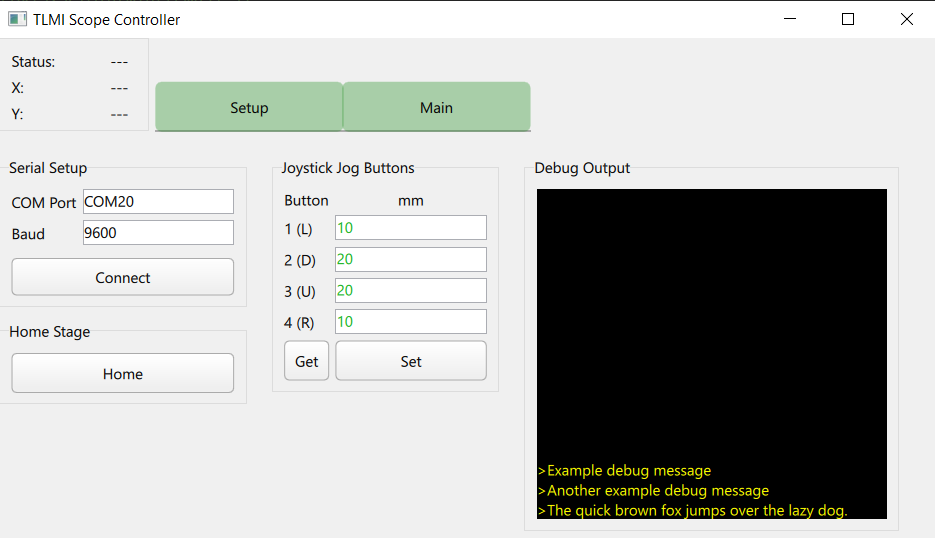 TLMI Scope Controller
Status: ---
X: ---
Y: ---
Setup Main
Serial Setup
COM Port COM20
Baud 9600
Connect
Home Stage
Home
Joystick Jog Buttons
Button mm
1 (L) 10
2 (D) 20
3 (U) 20
4 (R) 10
Get Set
Debug Output
>Example debug message
>Another example debug message
>The quick brown fox jumps over the lazy dog.